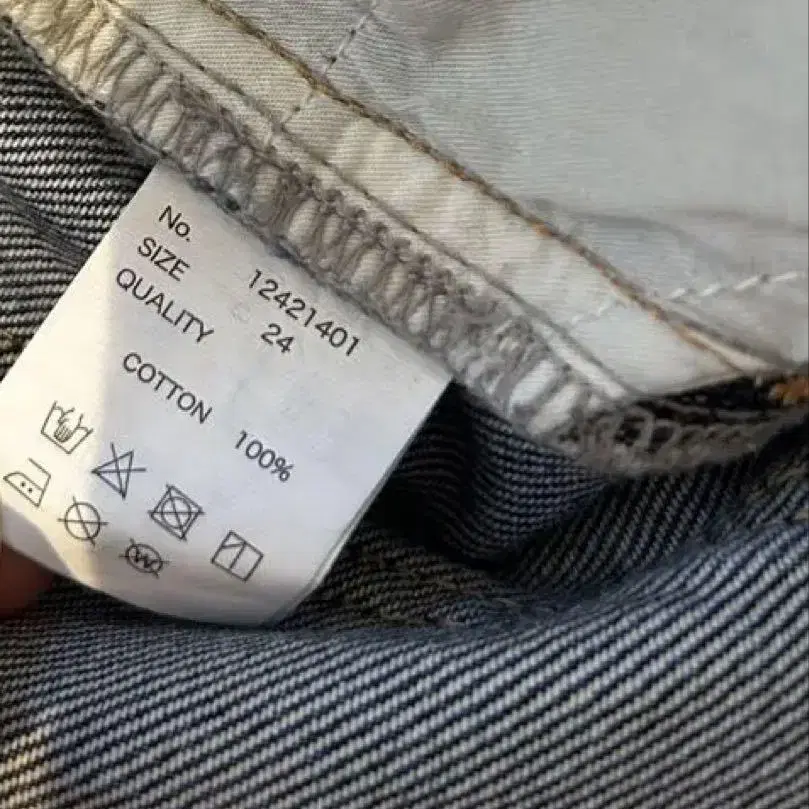 No. 12421401
SIZE 24
QUALITY
COTTON 100%
W